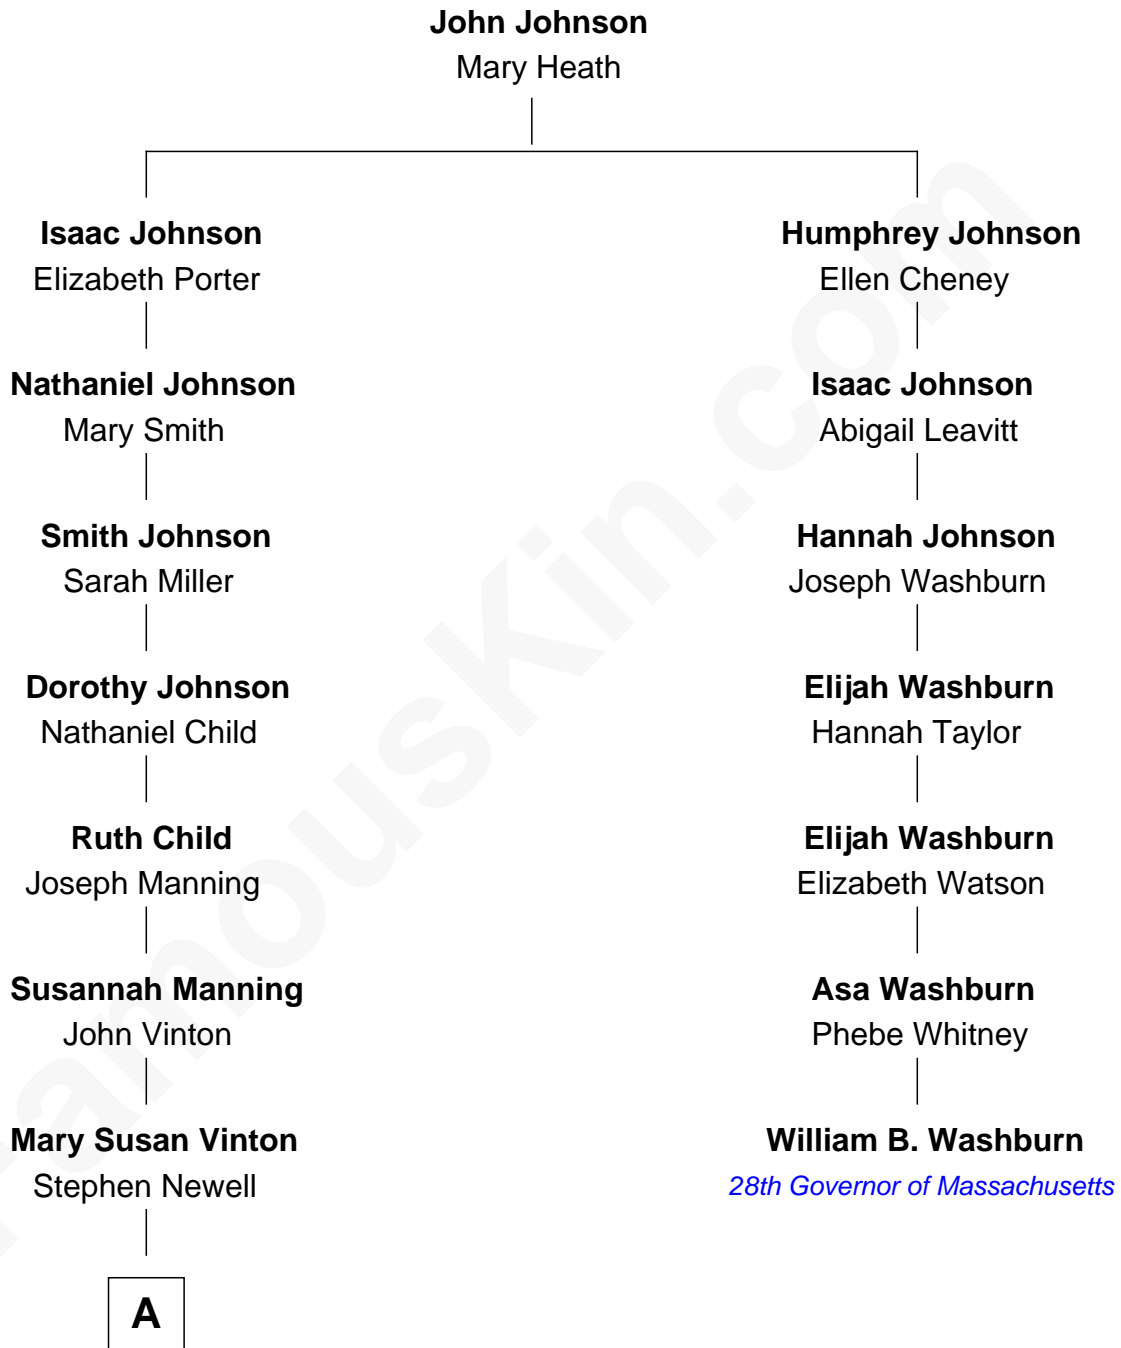 John Johnson
Mary Heath
Isaac Johnson
Elizabeth Porter
Humphrey Johnson
Ellen Cheney
Nathaniel Johnson
Mary Smith
Isaac Johnson
Abigail Leavitt
Smith Johnson
Sarah Miller
Hannah Johnson
Joseph Washburn
Dorothy Johnson
Nathaniel Child
Elijah Washburn
Hannah Taylor
Ruth Child
Joseph Manning
Elijah Washburn
Elizabeth Watson
Susannah Manning
John Vinton
Asa Washburn
Phebe Whitney
Mary Susan Vinton
Stephen Newell
William B. Washburn
28th Governor of Massachusetts
A
FamousKin.com